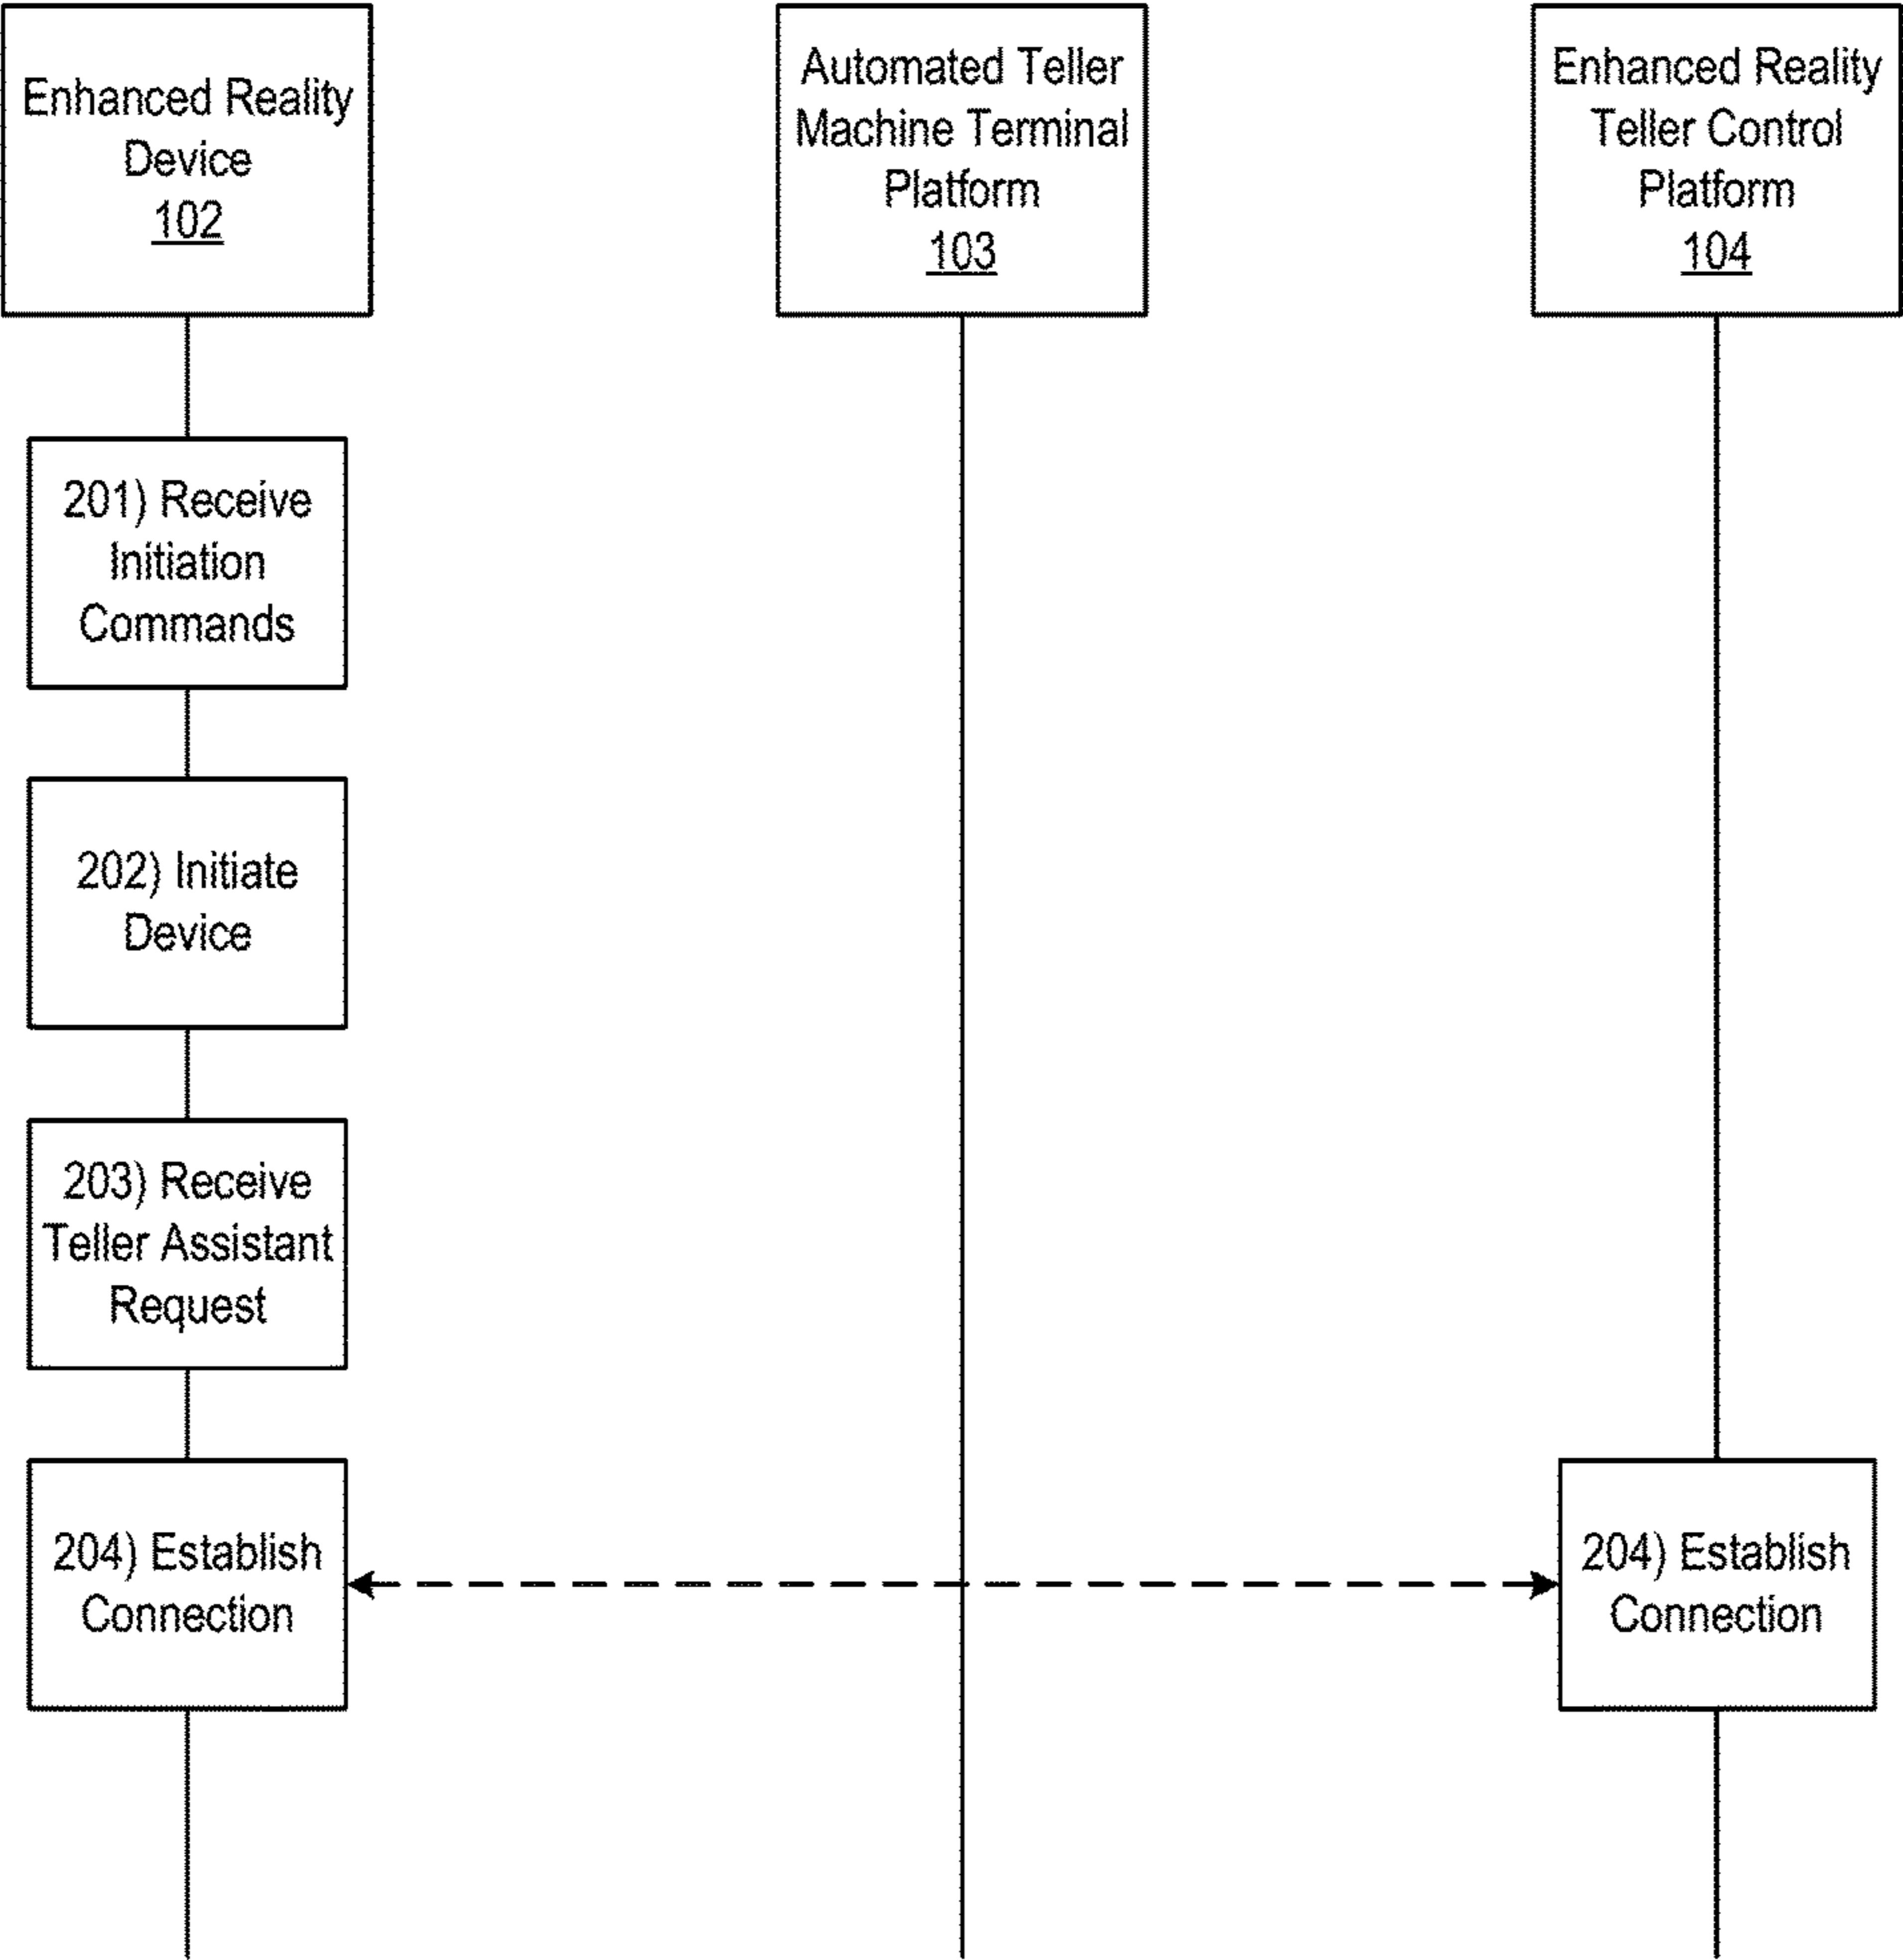 Enhanced Reality
Device
102
Automated Teller
Machine Terminal
Platform
103
Enhanced Reality
Teller Control
Platform
104
201) Receive
Initiation
Commands
202) Initiate
Device
203) Receive
Teller Assistant
Request
204) Establish
Connection
204) Establish
Connection